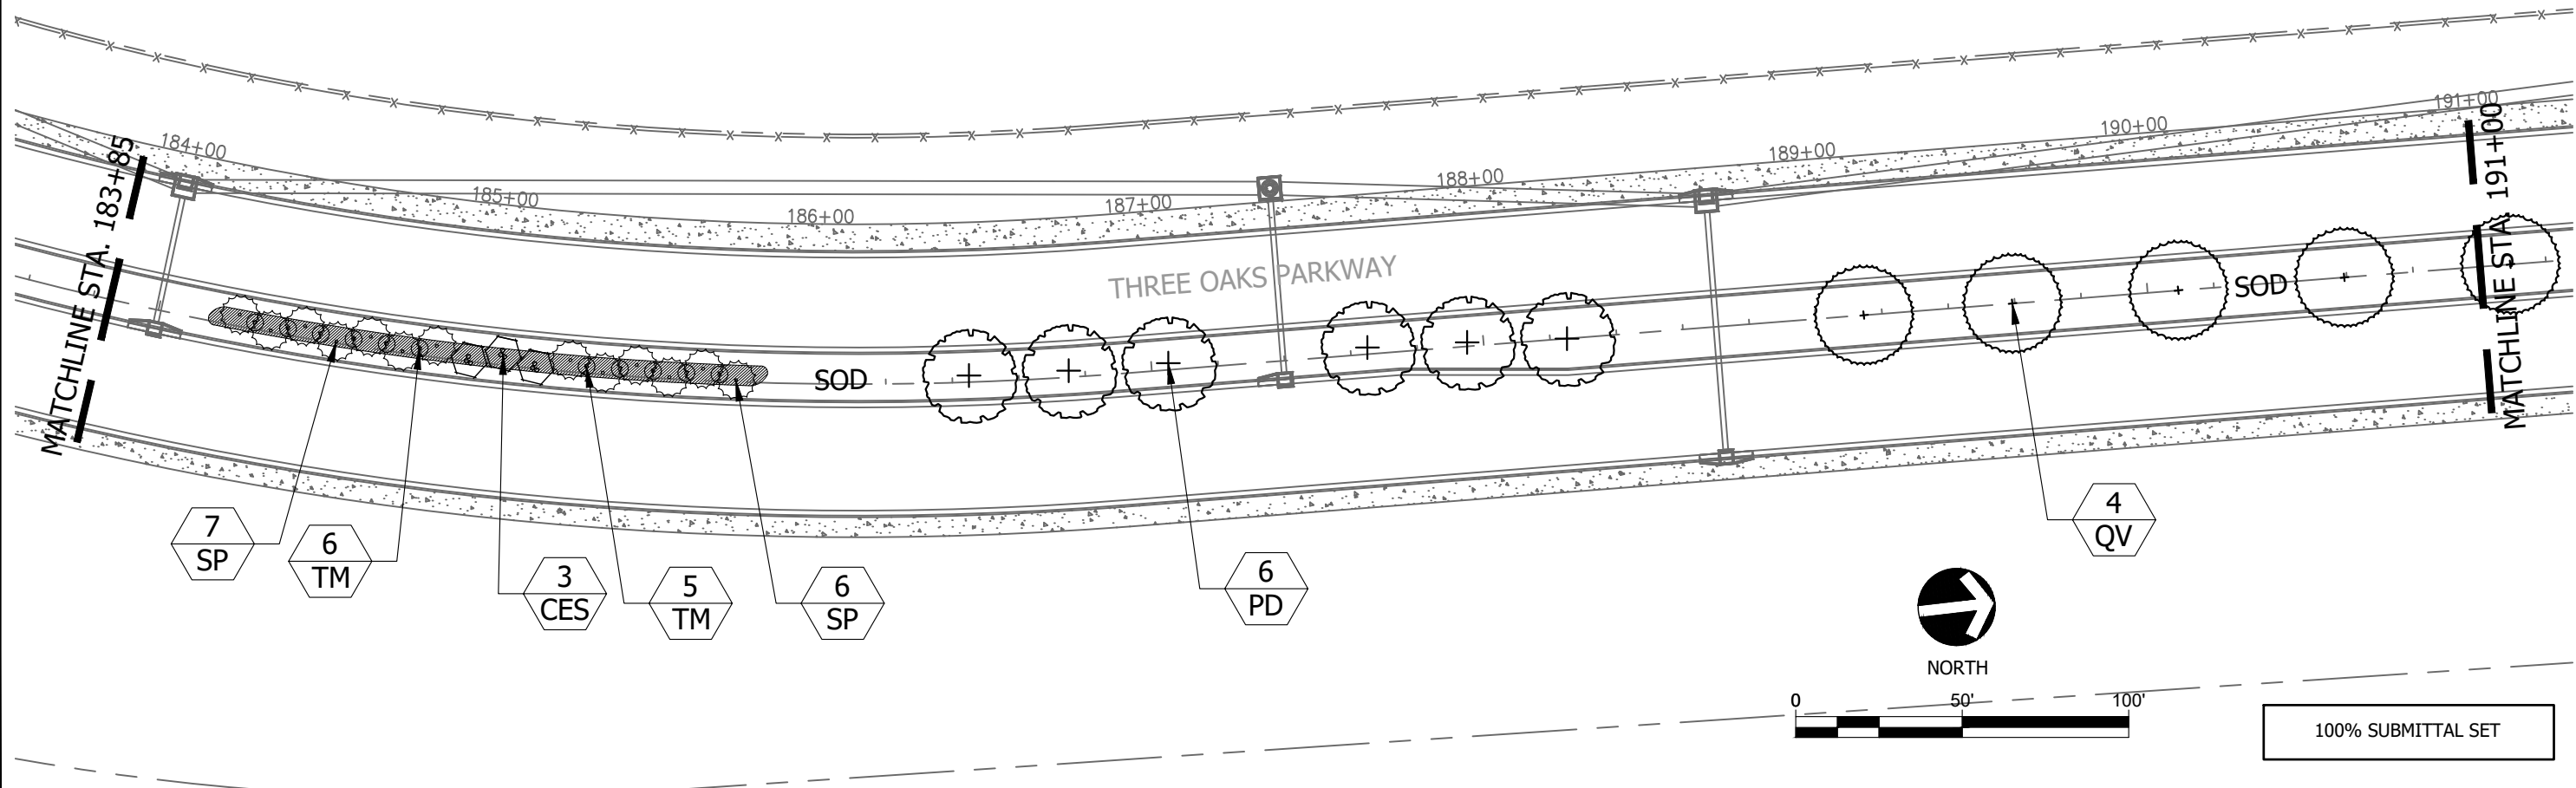 184+00
185+00
186+00
187+00
188+00
189+00
190+00
191+00
MATCHLINE STA. 183+85
THREE OAKS PARKWAY
SOD
SOD
MATCHLINE STA. 191+00
7
SP
6
TM
3
CES
5
TM
6
SP
6
PD
4
QV
NORTH
0 50' 100'
100% SUBMITTAL SET